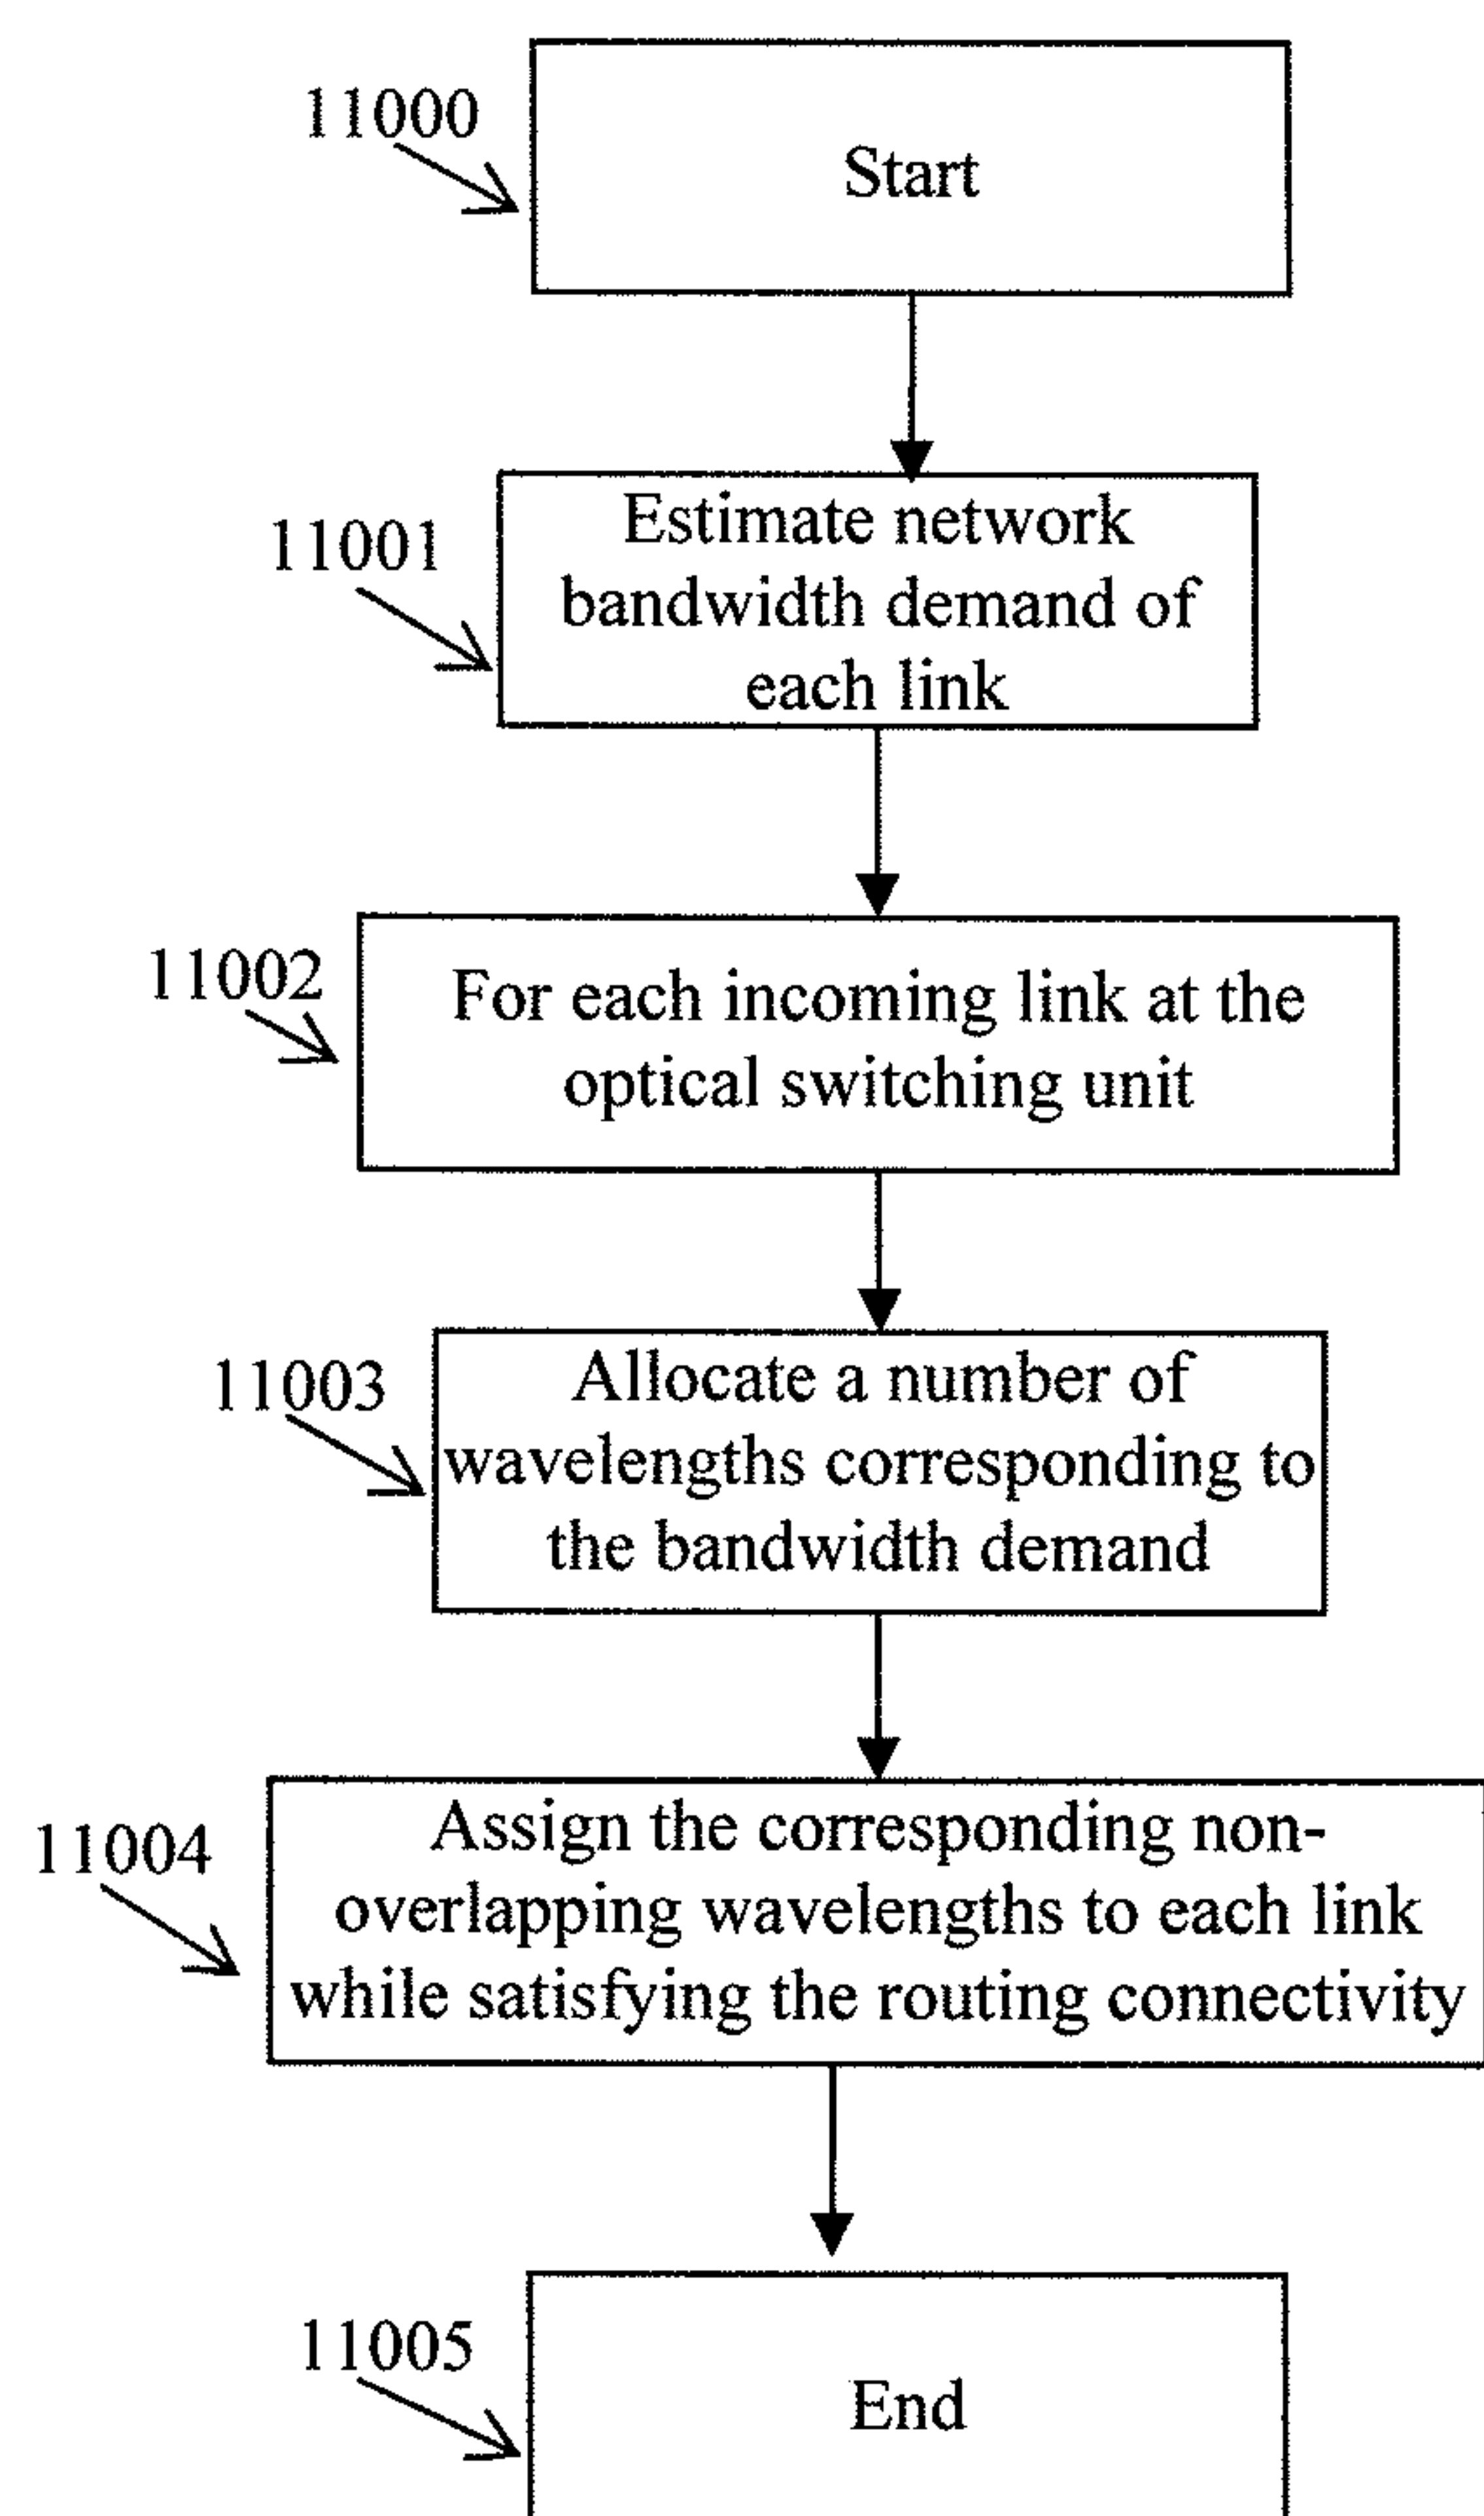 11000
Start
11001
Estimate network
bandwidth demand of
each link
11002
For each incoming link at the
optical switching unit
11003
Allocate a number of
wavelengths corresponding to
the bandwidth demand
11004
Assign the corresponding non-
overlapping wavelengths to each link
while satisfying the routing connectivity
11005
End